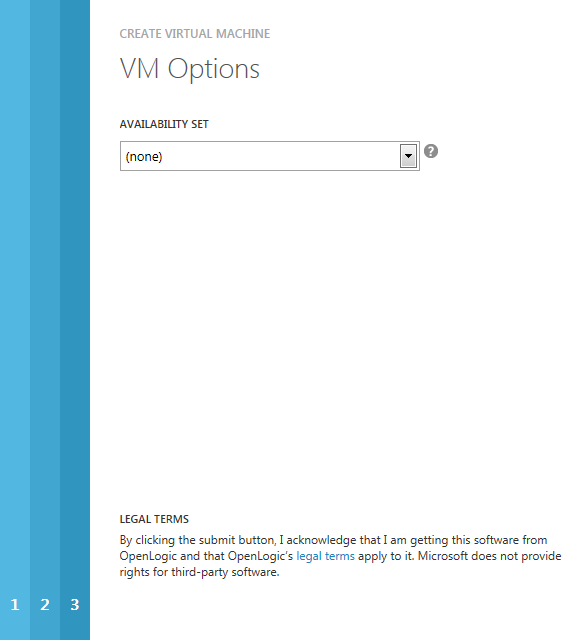 CREATE VIRTUAL MACHINE
VM Options
AVAILABILITY SET
(none)
?
LEGAL TERMS
By clicking the submit button, I acknowledge that I am getting this software from
OpenLogic and that OpenLogic's legal terms apply to it. Microsoft does not provide
rights for third-party software.
1 2 3